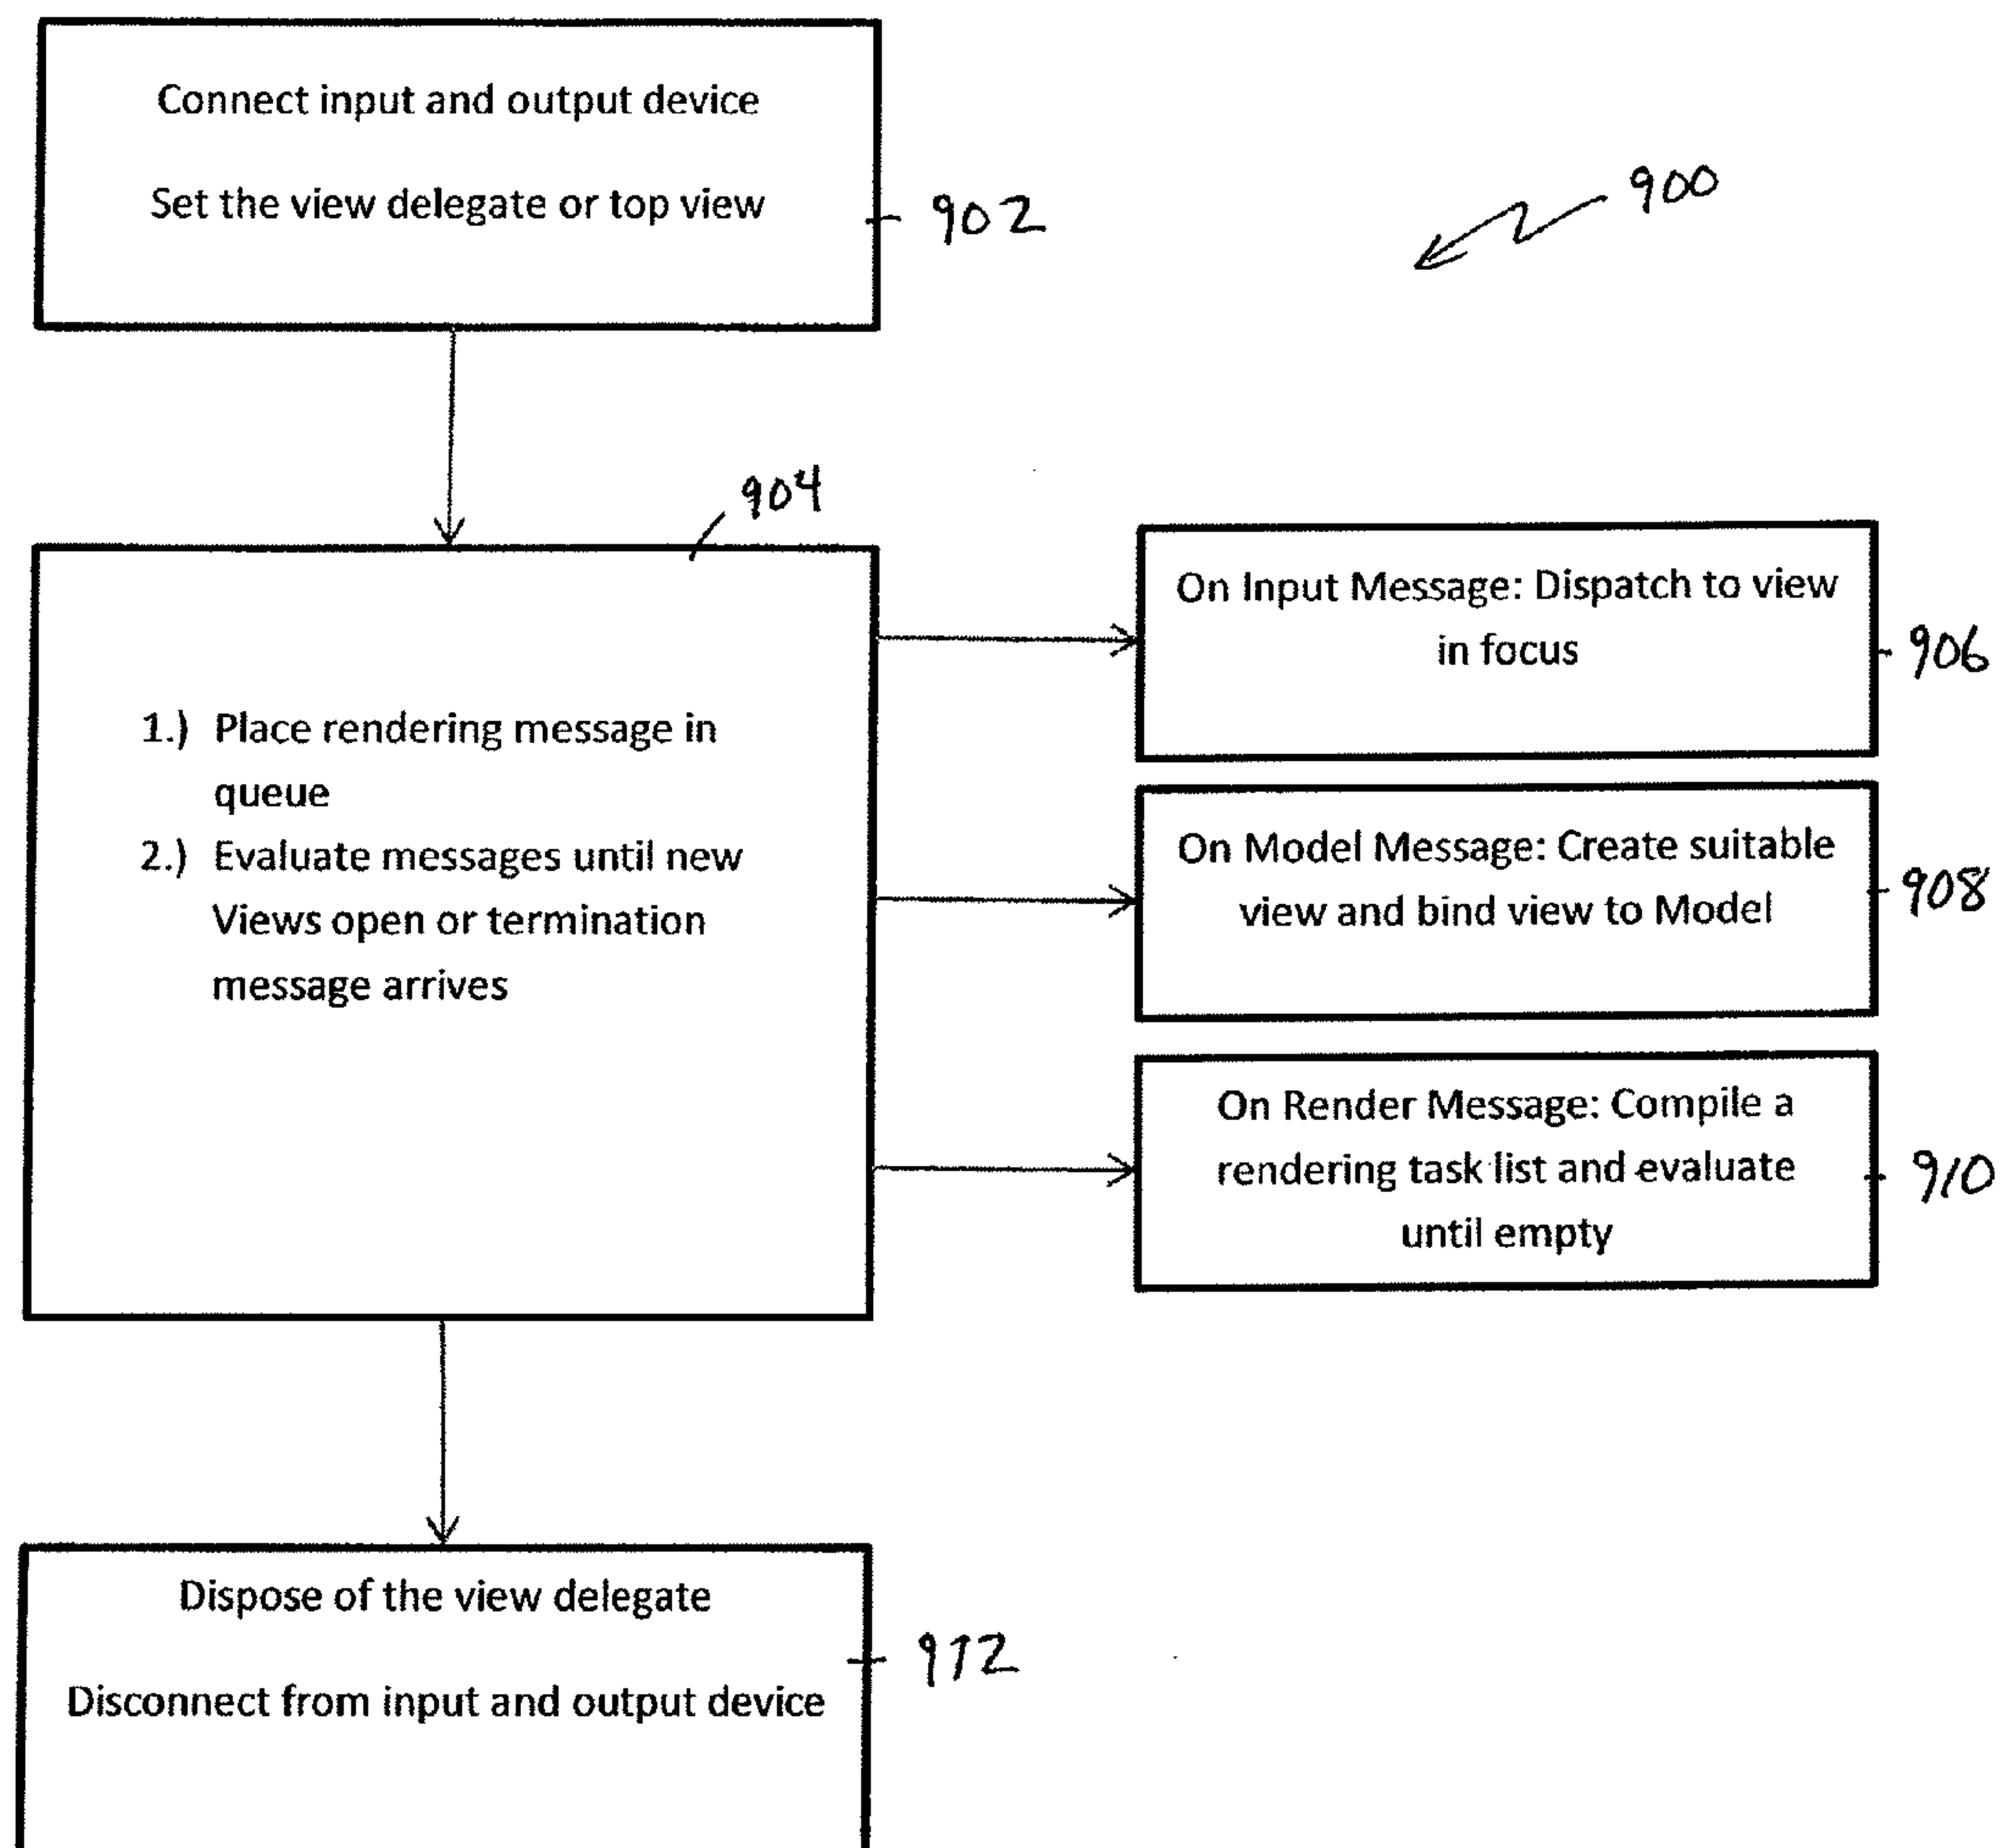 Connect input and output device
Set the view delegate or top view
902
900
904
1.) Place rendering message in
queue
2.) Evaluate messages until new
Views open or termination
message arrives
On Input Message: Dispatch to view
in focus
906
On Model Message: Create suitable
view and bind view to Model
908
On Render Message: Compile a
rendering task list and evaluate
until empty
910
Dispose of the view delegate
Disconnect from input and output device
912